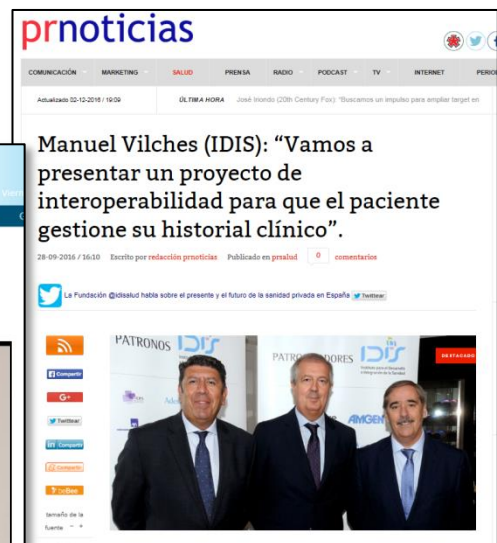 prnoticias
COMUNICACIÓN MARKETING SALUD PRENSA RADIO PODCAST TV INTERNET PERIO
Actualizado 02-12-2016 / 19:09 ÚLTIMA HORA José Inondo (20th Century Fox): "Buscamos un impulso para ampliar target en
Manuel Vilches (IDIS): “Vamos a
presentar un proyecto de
interoperabilidad para que el paciente
gestione su historial clínico”.
28-09-2016 / 16:10 Escrito por redacción prnoticias Publicado en prsalud 0 comentarios
La Fundación @idissalud habla sobre el presente y el futuro de la sanidad privada en España Twittear
PATRONOS IDIS
IDIS
DESTACADO
AMGEN
Compartir
G+
Twittear
in Compartir
Compartir
tamaño de la
fuente - +